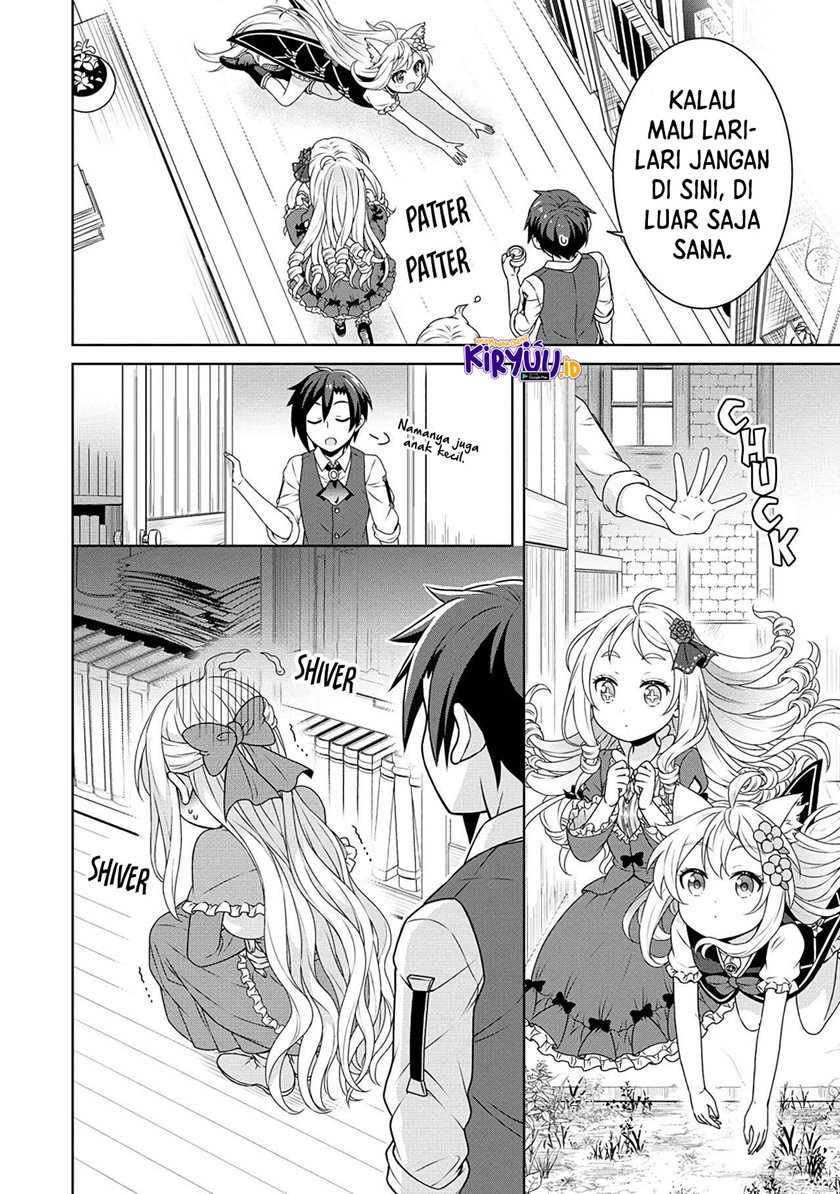 KALAU
MAU LARI-
LARI JANGAN
DI SINI, DI
LUAR SAJA
SANA.
PATTER
PATTER
KIRYUU.ID
Namanya juga
anak kecil.
CHUCK
SHIVER
SHIVER